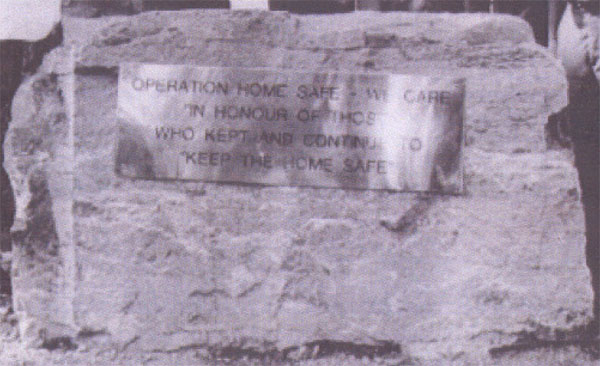 OPERATION HOME SAFE - WE CARE
"IN HONOUR OF THOSE
WHO KEPT AND CONTINUE TO
"KEEP THE HOME SAFE"